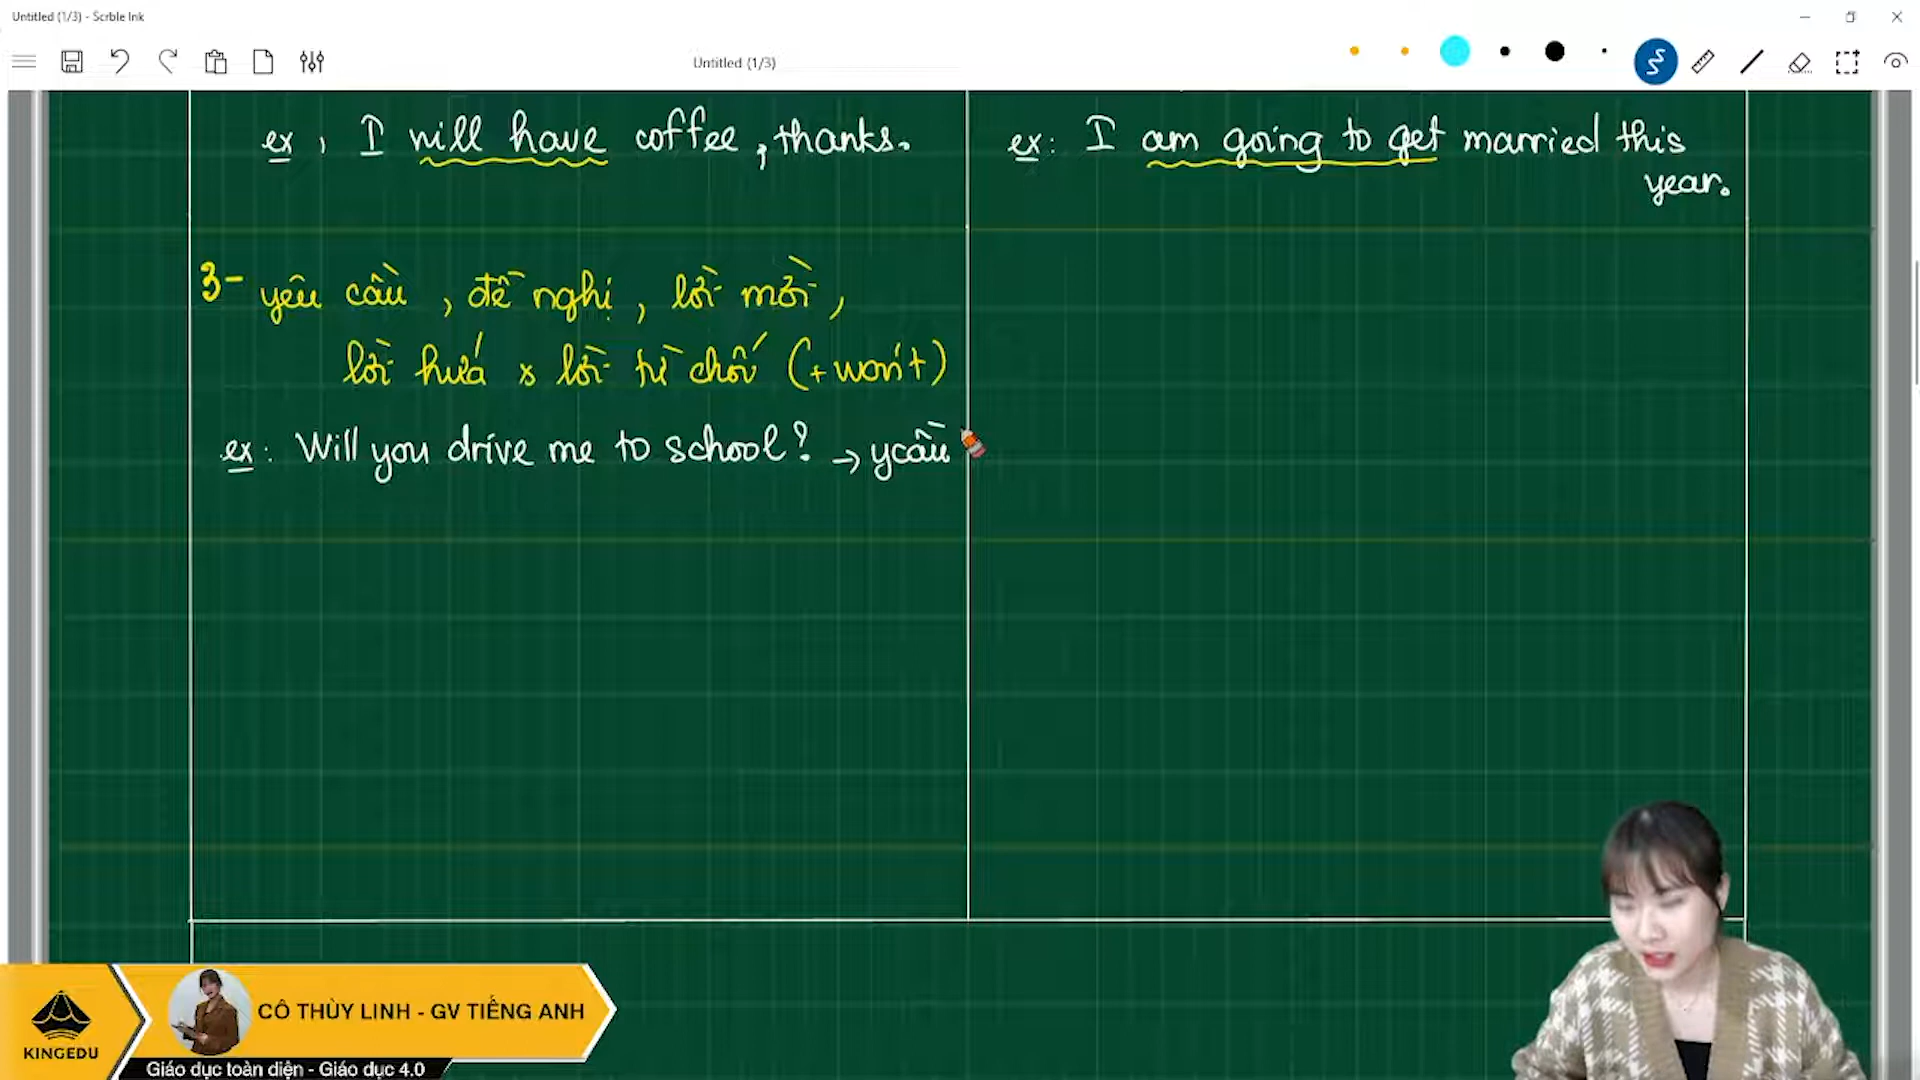 Untitled (1/3) - Scrble Ink
Untitled (1/3)
ex : I will have coffee, thanks.
ex : I am going to get married this
year.
3- yêu cầu, đề nghị, lời mời,
lời hứa & lời từ chối (+ won't)
ex : Will you drive me to school? → ycầu
CÔ THÙY LINH - GV TIẾNG ANH
KINGEDU
Giáo dục toàn diện - Giáo dục 4.0